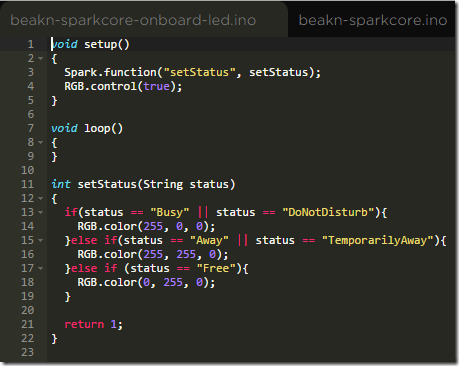 beakn-sparkcore-onboard-led.ino beakn-sparkcore.ino
1 void setup()
2 {
3   Spark.function("setStatus", setStatus);
4   RGB.control(true);
5 }
6
7 void loop()
8 {
9 }
10
11 int setStatus(String status)
12 {
13   if(status == "Busy" || status == "DoNotDisturb"){
14     RGB.color(255, 0, 0);
15   }else if(status == "Away" || status == "TemporarilyAway"){
16     RGB.color(255, 255, 0);
17   }else if (status == "Free"){
18     RGB.color(0, 255, 0);
19   }
20
21   return 1;
22 }
23